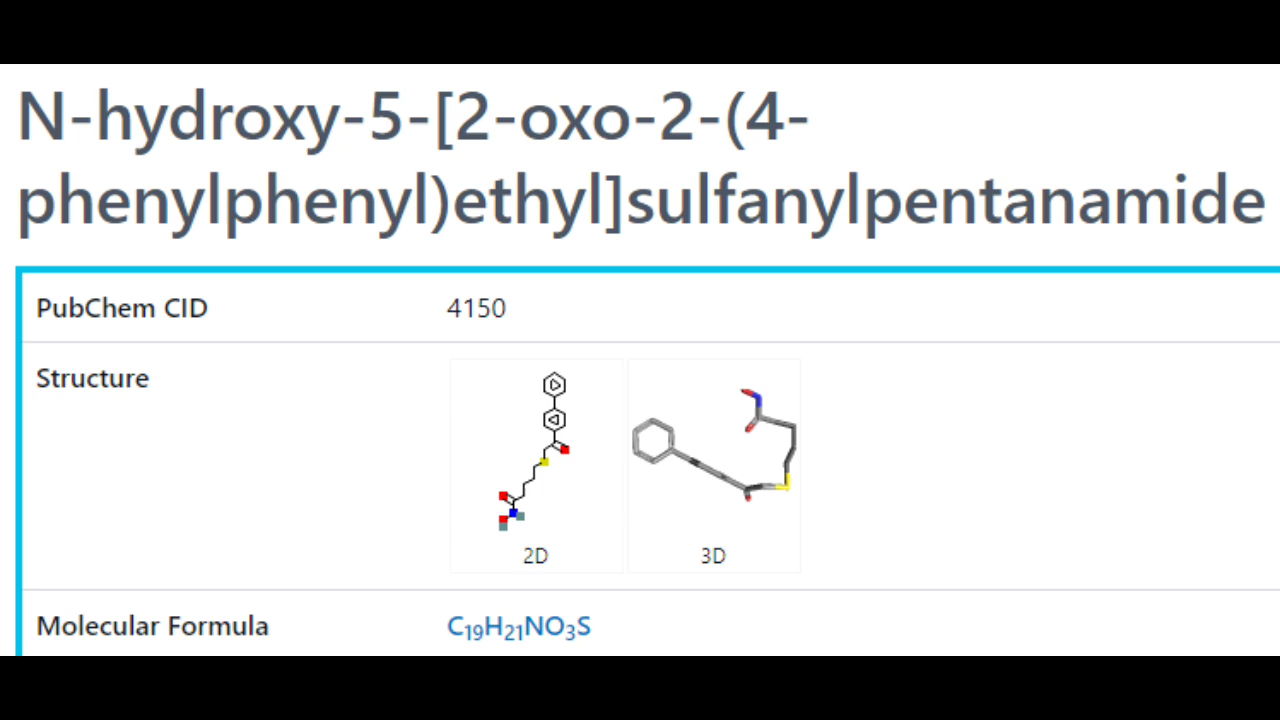 N-hydroxy-5-[2-oxo-2-(4-
phenylphenyl)ethyl]sulfanylpentanamide
PubChem CID 4150
Structure
2D 3D
Molecular Formula C₁₉H₂₁NO₃S